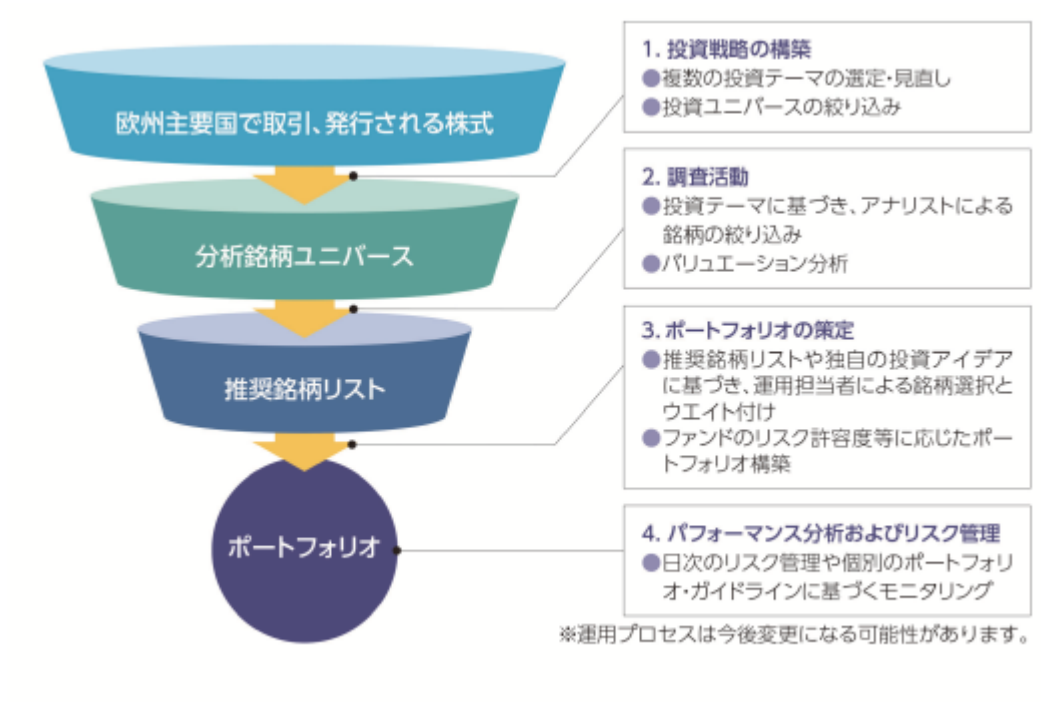 欧州主要国で取引、発行される株式
分析銘柄ユニバース
推奨銘柄リスト
ポートフォリオ
1. 投資戦略の構築
●複数の投資テーマの選定・見直し
●投資ユニバースの絞り込み
2. 調査活動
●投資テーマに基づき、アナリストによる
銘柄の絞り込み
●バリュエーション分析
3. ポートフォリオの策定
●推奨銘柄リストや独自の投資アイデア
に基づき、運用担当者による銘柄選択と
ウエイト付け
●ファンドのリスク許容度等に応じたポー
トフォリオ構築
4. パフォーマンス分析およびリスク管理
●日次のリスク管理や個別のポートフォリ
オ・ガイドラインに基づくモニタリング
※運用プロセスは今後変更になる可能性があります。